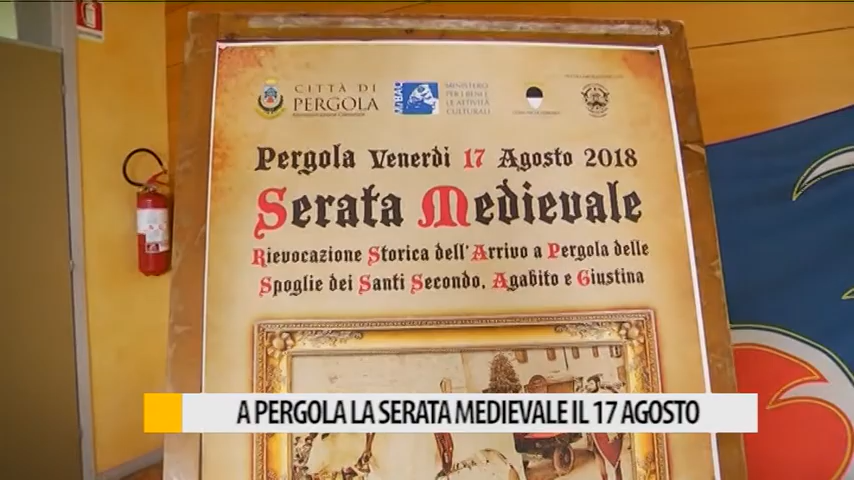 CITTÀ DI
PERGOLA
MiBAC
MINISTERO
PER I BENI E
LE ATTIVITÀ
CULTURALI
Pergola Venerdì 17 Agosto 2018
Serata Medievale
Rievocazione Storica dell'Arrivo a Pergola delle
Spoglie dei Santi Secondo, Agabito e Giustina
A PERGOLA LA SERATA MEDIEVALE IL 17 AGOSTO